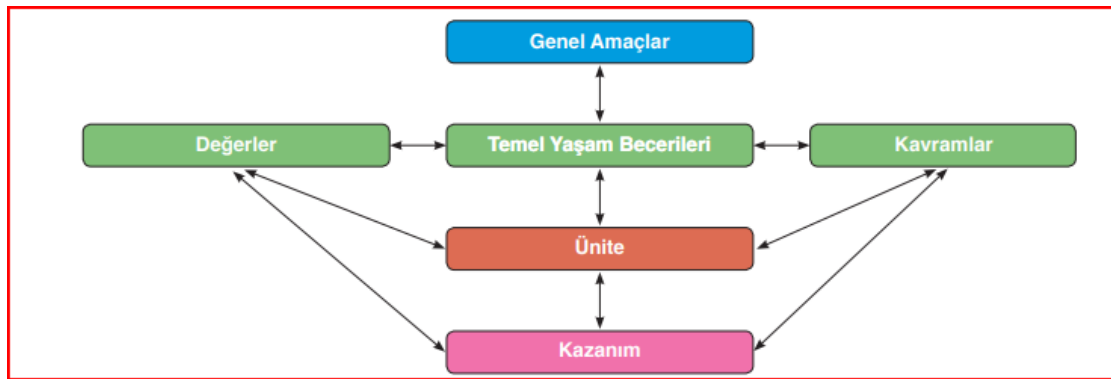 Genel Amaçlar
Değerler
Temel Yaşam Becerileri
Kavramlar
Ünite
Kazanım